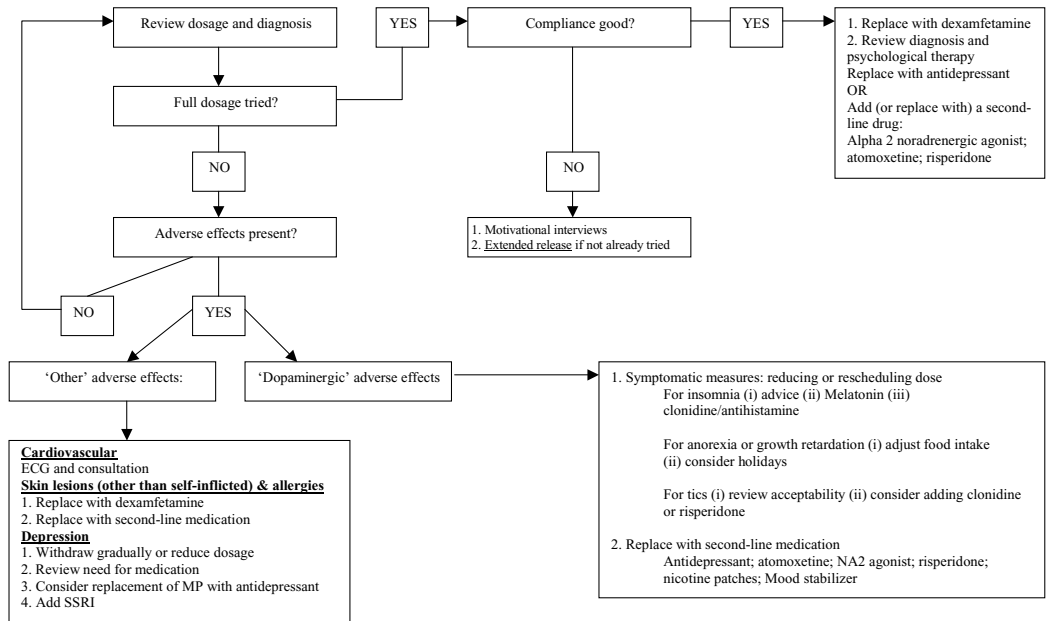 Review dosage and diagnosis
YES
Compliance good?
YES
1. Replace with dexamfetamine
2. Review diagnosis and
psychological therapy
Replace with antidepressant
OR
Add (or replace with) a second-
line drug:
Alpha 2 noradrenergic agonist;
atomoxetine; risperidone
Full dosage tried?
NO
NO
Adverse effects present?
1. Motivational interviews
2. Extended release if not already tried
NO
YES
‘Other’ adverse effects:
‘Dopaminergic’ adverse effects
1. Symptomatic measures: reducing or rescheduling dose
For insomnia (i) advice (ii) Melatonin (iii)
clonidine/antihistamine
For anorexia or growth retardation (i) adjust food intake
(ii) consider holidays
For tics (i) review acceptability (ii) consider adding clonidine
or risperidone
2. Replace with second-line medication
Antidepressant; atomoxetine; NA2 agonist; risperidone;
nicotine patches; Mood stabilizer
Cardiovascular
ECG and consultation
Skin lesions (other than self-inflicted) & allergies
1. Replace with dexamfetamine
2. Replace with second-line medication
Depression
1. Withdraw gradually or reduce dosage
2. Review need for medication
3. Consider replacement of MP with antidepressant
4. Add SSRI